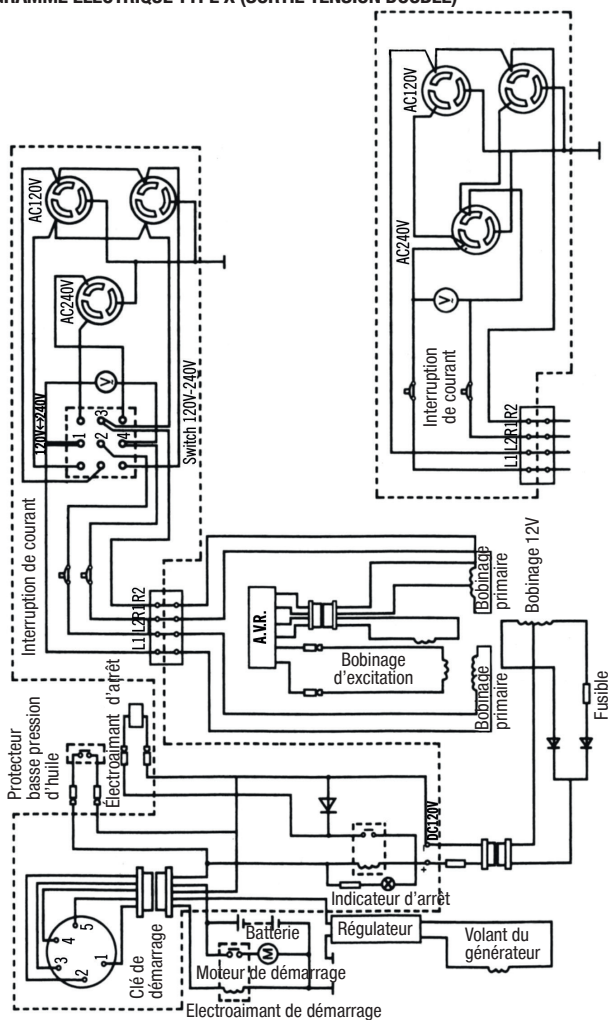 GRAMME ÉLECTRIQUE TYPE X (SORTIE TENSION DOUBLE)
AC120V
AC240V
V
120V↔240V
1
3
2
4
Switch 120V-240V
Interruption de courant
L1 L2 R1 R2
AC120V
AC240V
V
Interruption
de courant
L1 L2 R1 R2
Protecteur
basse pression
d'huile
Électroaimant d'arrêt
A.V.R.
Bobinage
d'excitation
Bobinage
primaire
Bobinage
primaire
Bobinage 12V
Fusible
5
4
3
2
1
Clé de
démarrage
DC120V
+
-
Indicateur d'arrêt
Batterie
M
Moteur de démarrage
Electroaimant de démarrage
Régulateur
Volant du
générateur